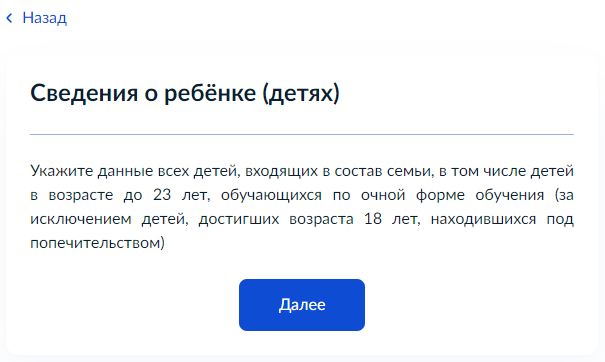 Назад
Сведения о ребёнке (детях)
Укажите данные всех детей, входящих в состав семьи, в том числе детей
в возрасте до 23 лет, обучающихся по очной форме обучения (за
исключением детей, достигших возраста 18 лет, находившихся под
попечительством)
Далее